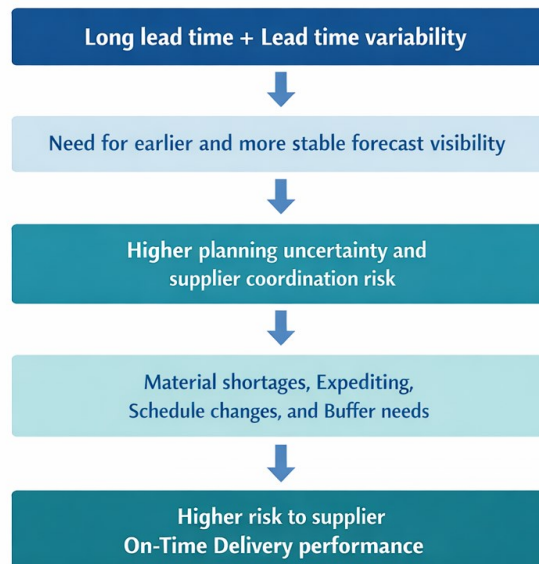 Long lead time + Lead time variability
Need for earlier and more stable forecast visibility
Higher planning uncertainty and
supplier coordination risk
Material shortages, Expediting,
Schedule changes, and Buffer needs
Higher risk to supplier
On-Time Delivery performance